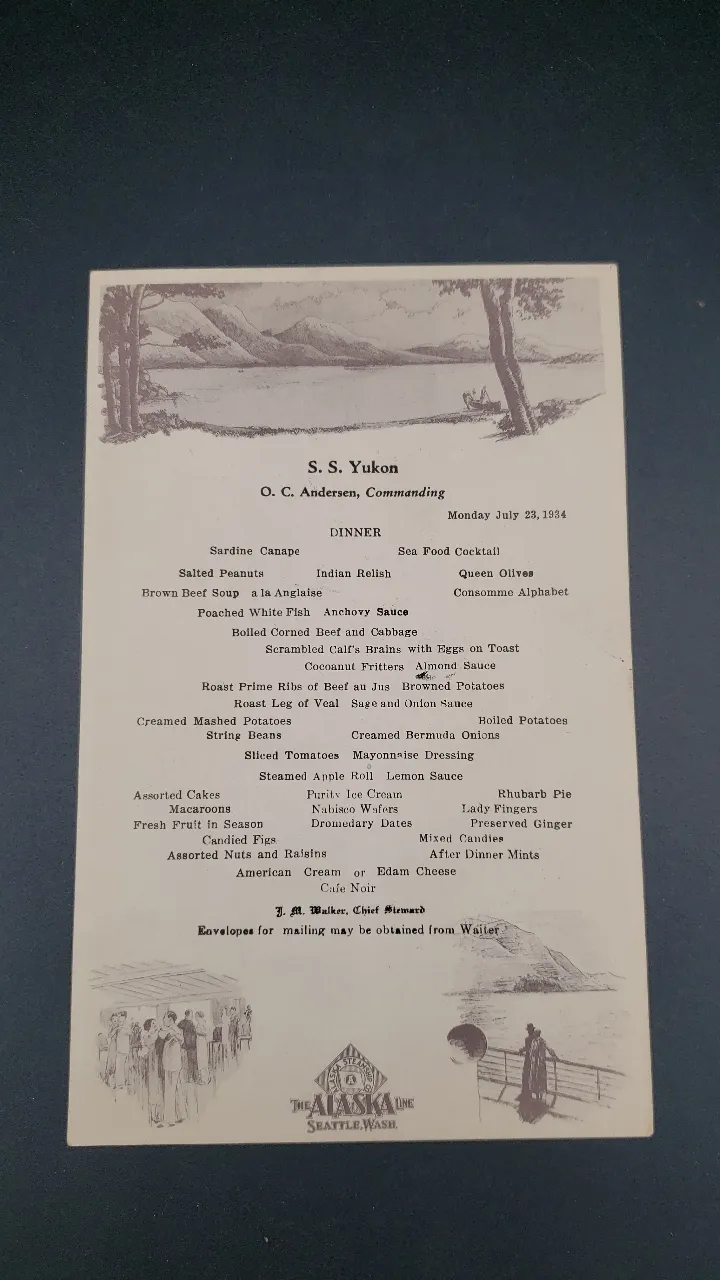 S. S. Yukon
O. C. Andersen, Commanding
Monday July 23, 1934
DINNER
Sardine Canape Sea Food Cocktail
Salted Peanuts Indian Relish Queen Olives
Brown Beef Soup a la Anglaise Consomme Alphabet
Poached White Fish Anchovy Sauce
Boiled Corned Beef and Cabbage
Scrambled Calf's Brains with Eggs on Toast
Cocoanut Fritters Almond Sauce
Roast Prime Ribs of Beef au Jus Browned Potatoes
Roast Leg of Veal Sage and Onion Sauce
Creamed Mashed Potatoes Boiled Potatoes
String Beans Creamed Bermuda Onions
Sliced Tomatoes Mayonnaise Dressing
Steamed Apple Roll Lemon Sauce
Assorted Cakes Purity Ice Cream Rhubarb Pie
Macaroons Nabisco Wafers Lady Fingers
Fresh Fruit in Season Dromedary Dates Preserved Ginger
Candied Figs Mixed Candies
Assorted Nuts and Raisins After Dinner Mints
American Cream or Edam Cheese
Cafe Noir
J. M. Walker, Chief Steward
Envelopes for mailing may be obtained from Waiter
ALASKA STEAMSHIP CO
A
THE ALASKA LINE
SEATTLE, WASH.